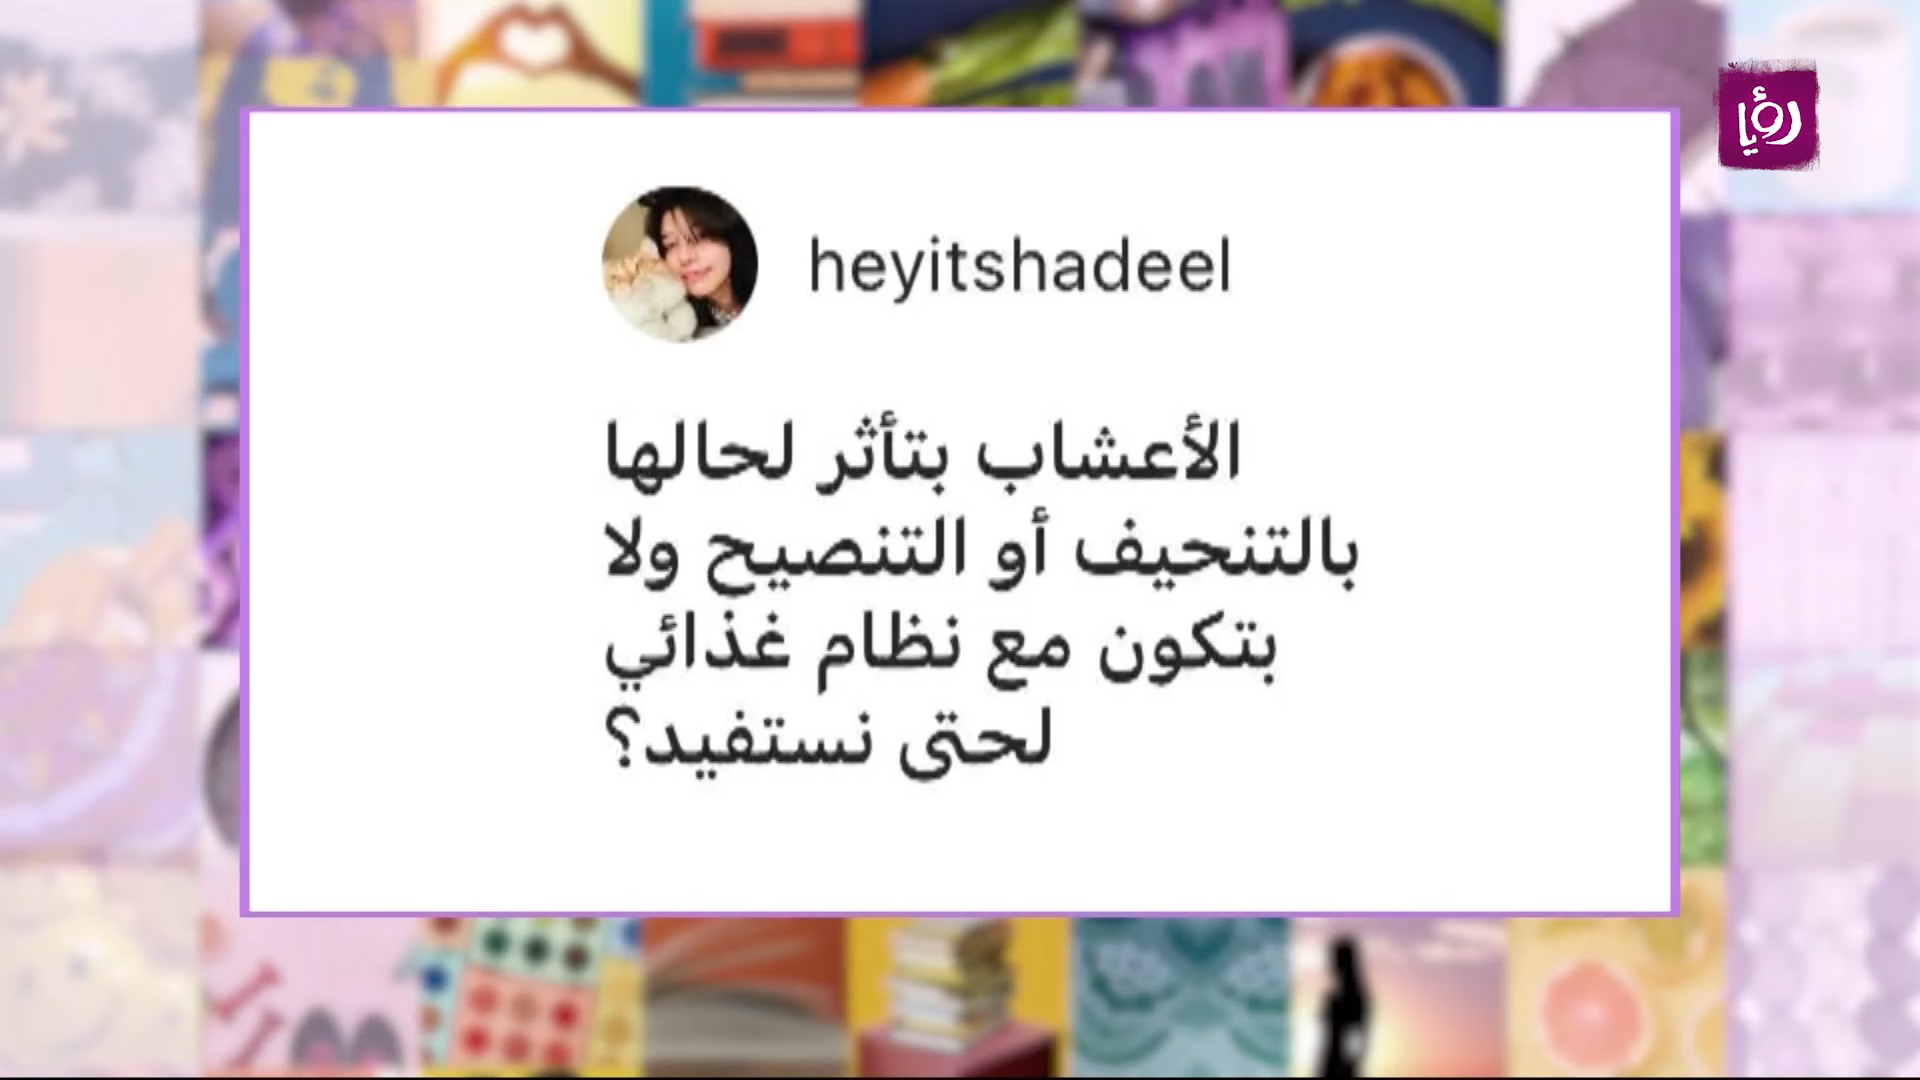 رؤيا
heyitshadeel
الأعشاب بتأثر لحالها
بالتنحيف أو التنصيح ولا
بتكون مع نظام غذائي
لحتى نستفيد؟